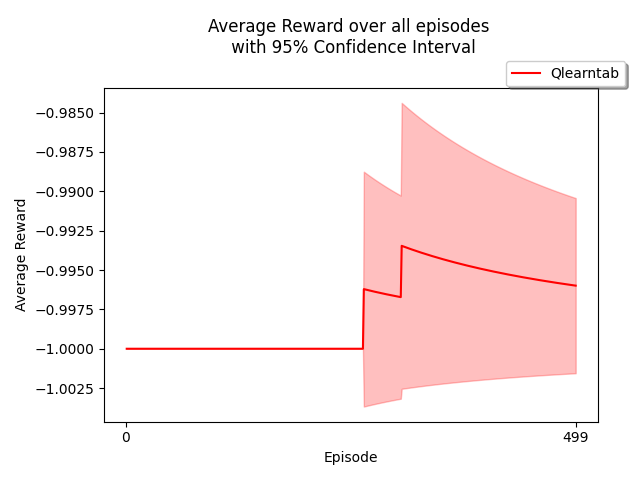 Average Reward over all episodes
with 95% Confidence Interval
Qlearntab
−0.9850
−0.9875
−0.9900
−0.9925
−0.9950
−0.9975
−1.0000
−1.0025
Average Reward
0
499
Episode